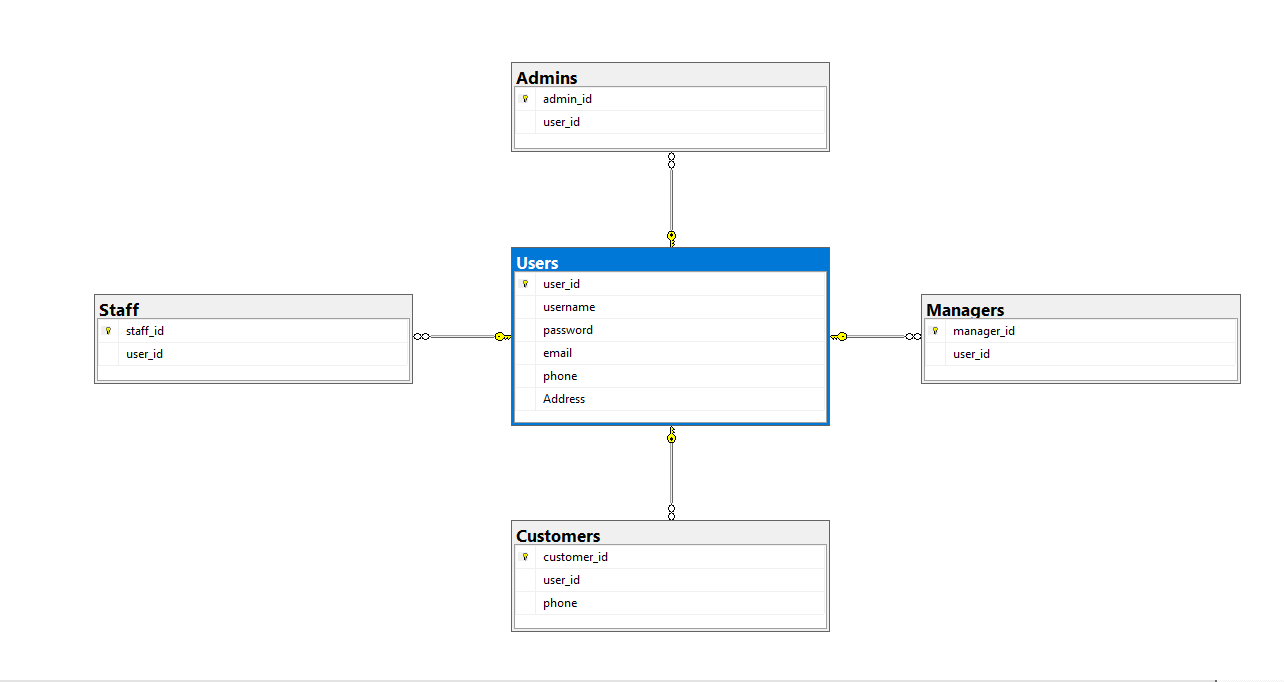 Admins
admin_id
user_id
Users
user_id
username
password
email
phone
Address
Staff
staff_id
user_id
Managers
manager_id
user_id
Customers
customer_id
user_id
phone